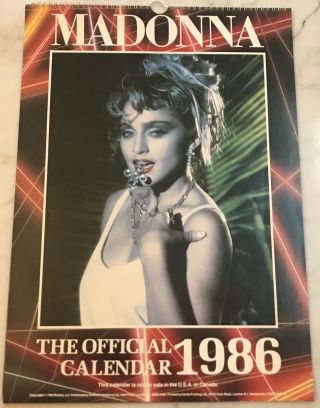 MADONNA
THE OFFICIAL
CALENDAR 1986
This calendar is not for sale in the U.S.A. or Canada.